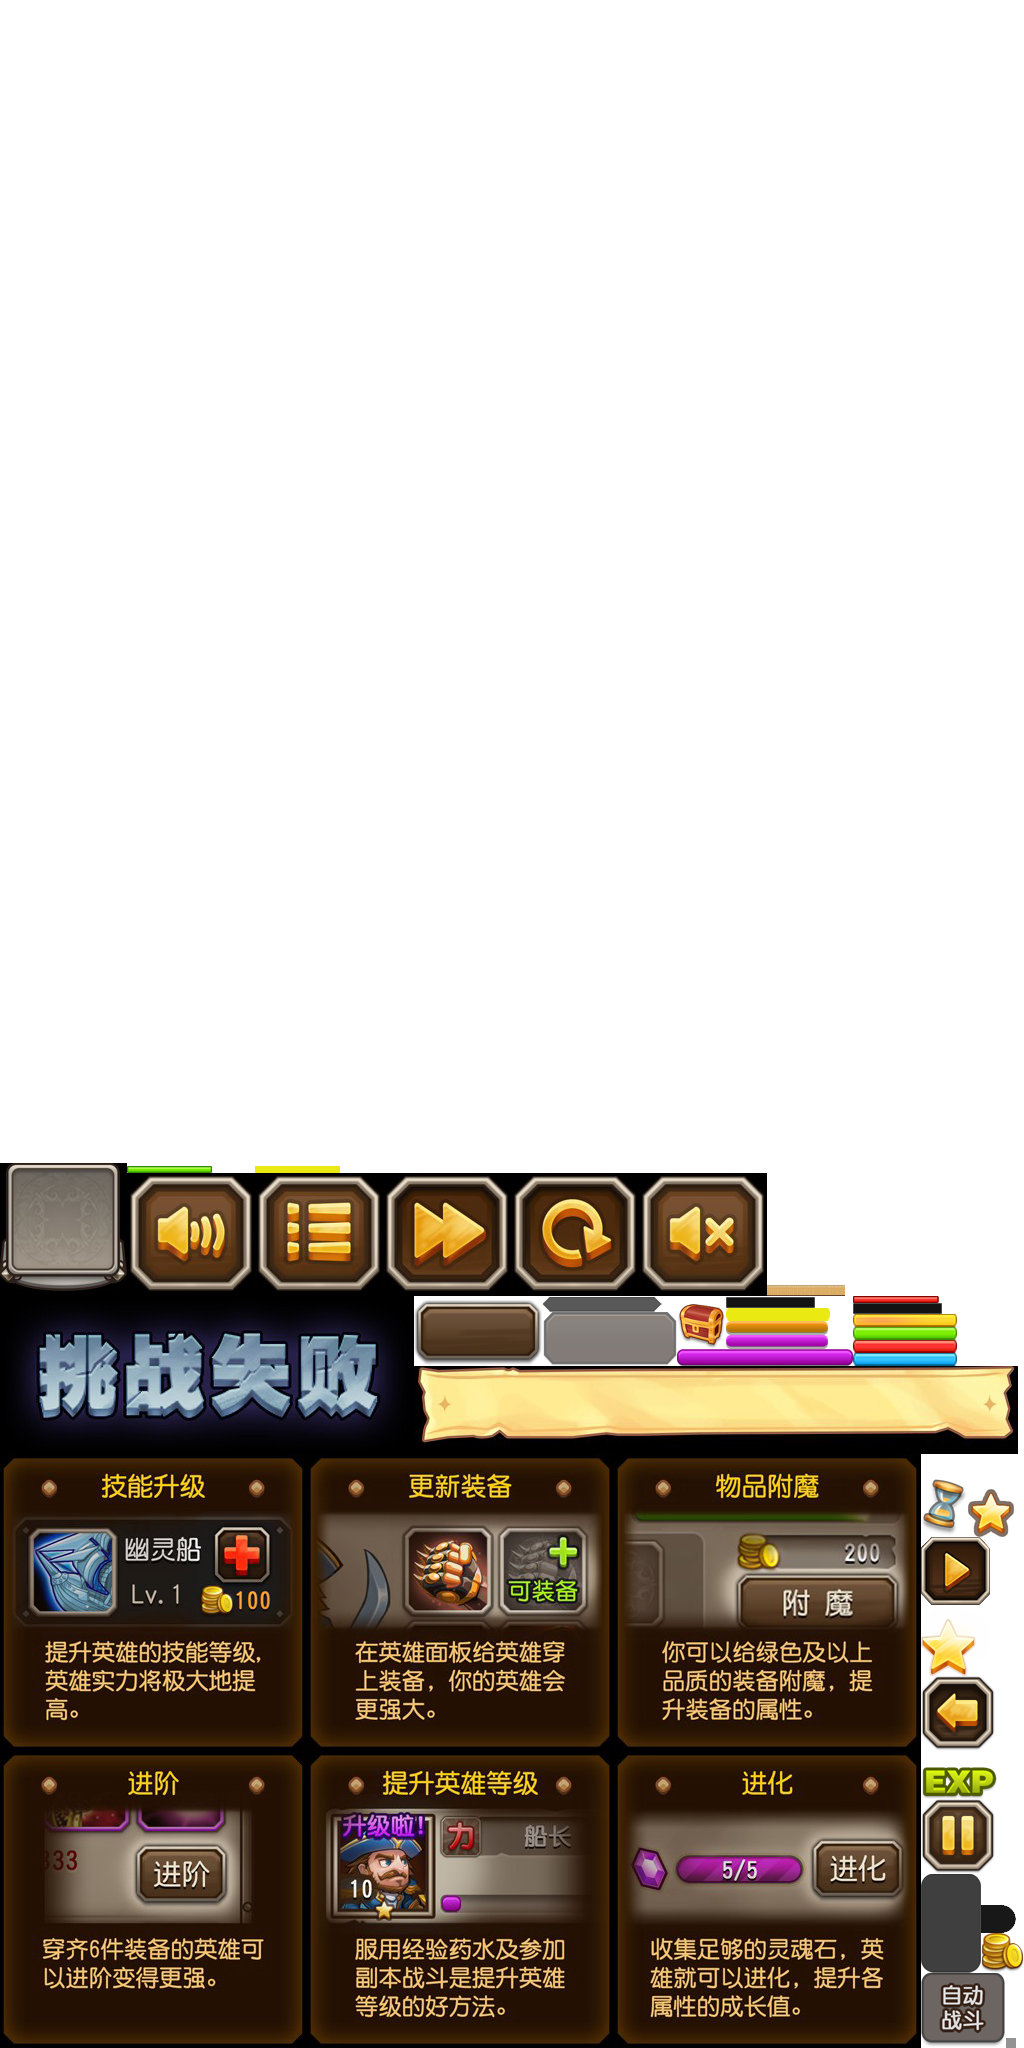 挑战失败
技能升级
幽灵船
Lv.1
100
提升英雄的技能等级,
英雄实力将极大地提
高。
更新装备
可装备
在英雄面板给英雄穿
上装备，你的英雄会
更强大。
物品附魔
200
附 魔
你可以给绿色及以上
品质的装备附魔，提
升装备的属性。
进阶
333
进阶
穿齐6件装备的英雄可
以进阶变得更强。
提升英雄等级
升级啦!
力
船长
10
服用经验药水及参加
副本战斗是提升英雄
等级的好方法。
进化
5/5
进化
收集足够的灵魂石，英
雄就可以进化，提升各
属性的成长值。
EXP
自动
战斗